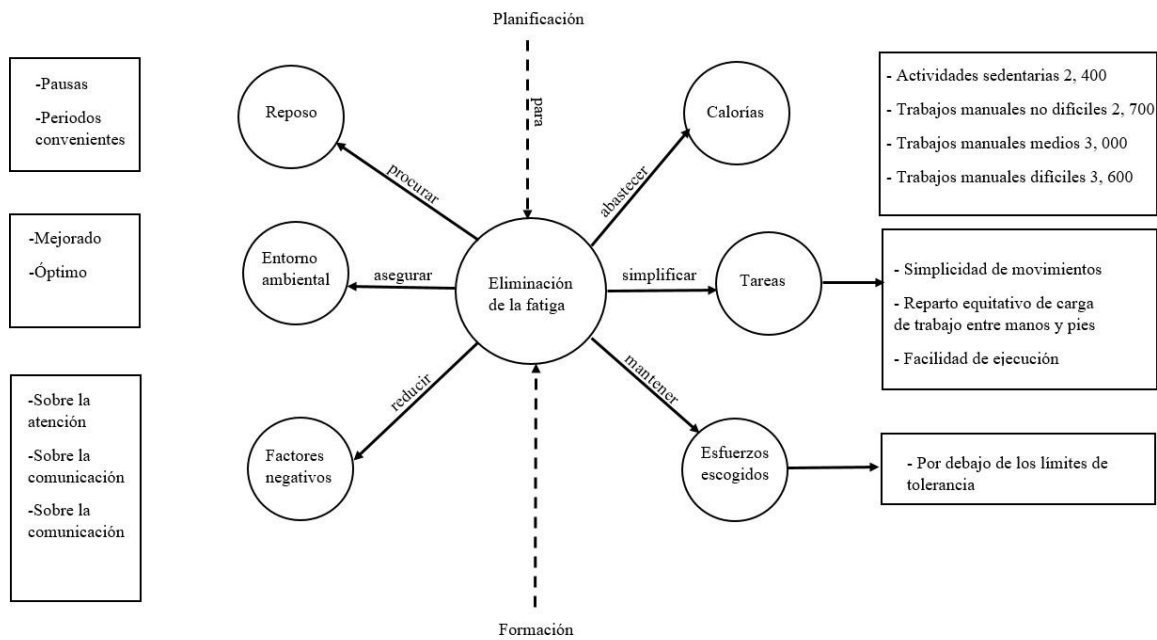 Planificación
para
-Pausas
-Periodos
convenientes
Reposo
procurar
Calorías
abastecer
- Actividades sedentarias 2, 400
- Trabajos manuales no difíciles 2, 700
- Trabajos manuales medios 3, 000
- Trabajos manuales difíciles 3, 600
-Mejorado
-Óptimo
Entorno
ambiental
asegurar
Eliminación
de la fatiga
simplificar
Tareas
- Simplicidad de movimientos
- Reparto equitativo de carga
de trabajo entre manos y pies
- Facilidad de ejecución
-Sobre la
atención
-Sobre la
comunicación
-Sobre la
comunicación
Factores
negativos
reducir
mantener
Esfuerzos
escogidos
- Por debajo de los límites de
tolerancia
Formación